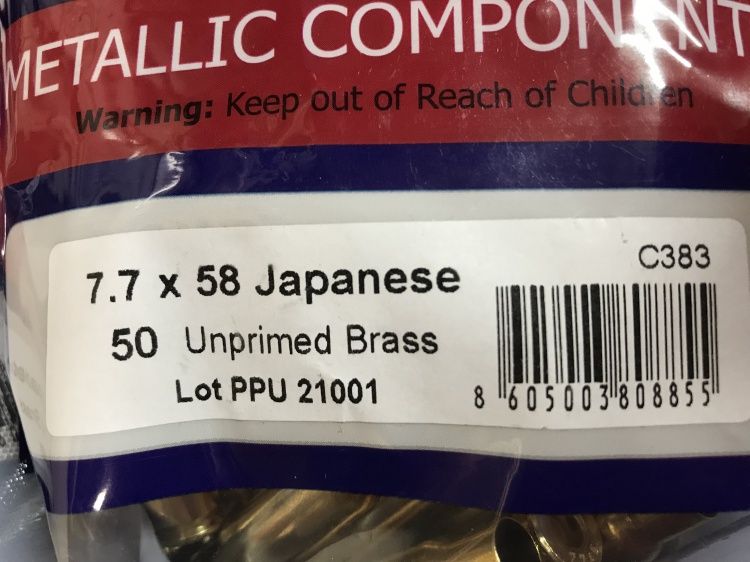 METALLIC COMPONENT
Warning: Keep out of Reach of Children
C383
7.7 x 58 Japanese
50 Unprimed Brass
Lot PPU 21001
8 605003 808855